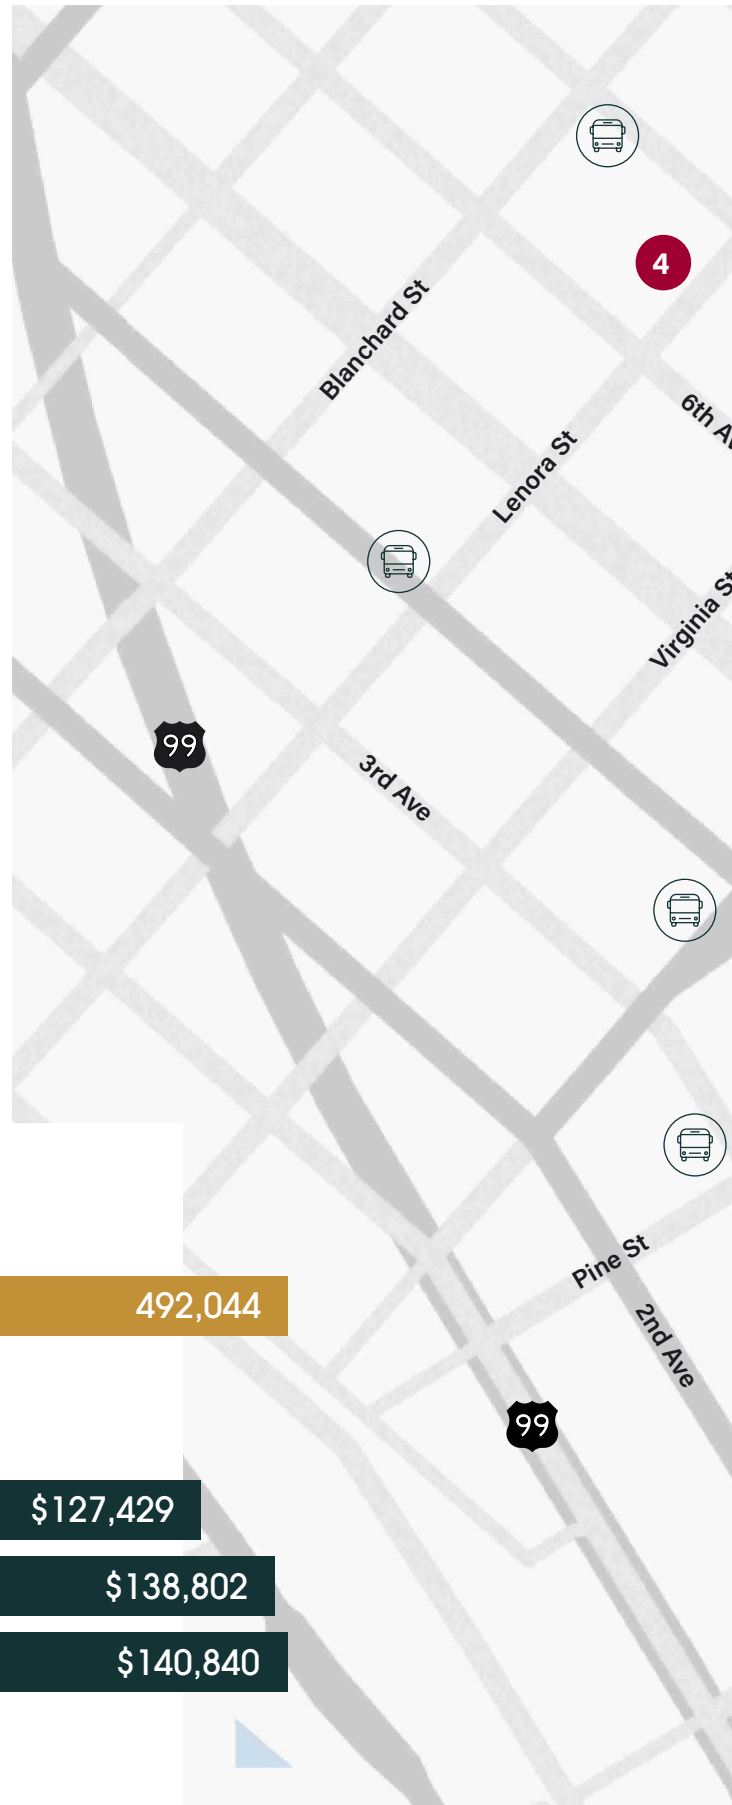 4
Blanchard St
6th Av
Lenora St
Virginia St
99
3rd Ave
Pine St
492,044
2nd Ave
99
$127,429
$138,802
$140,840